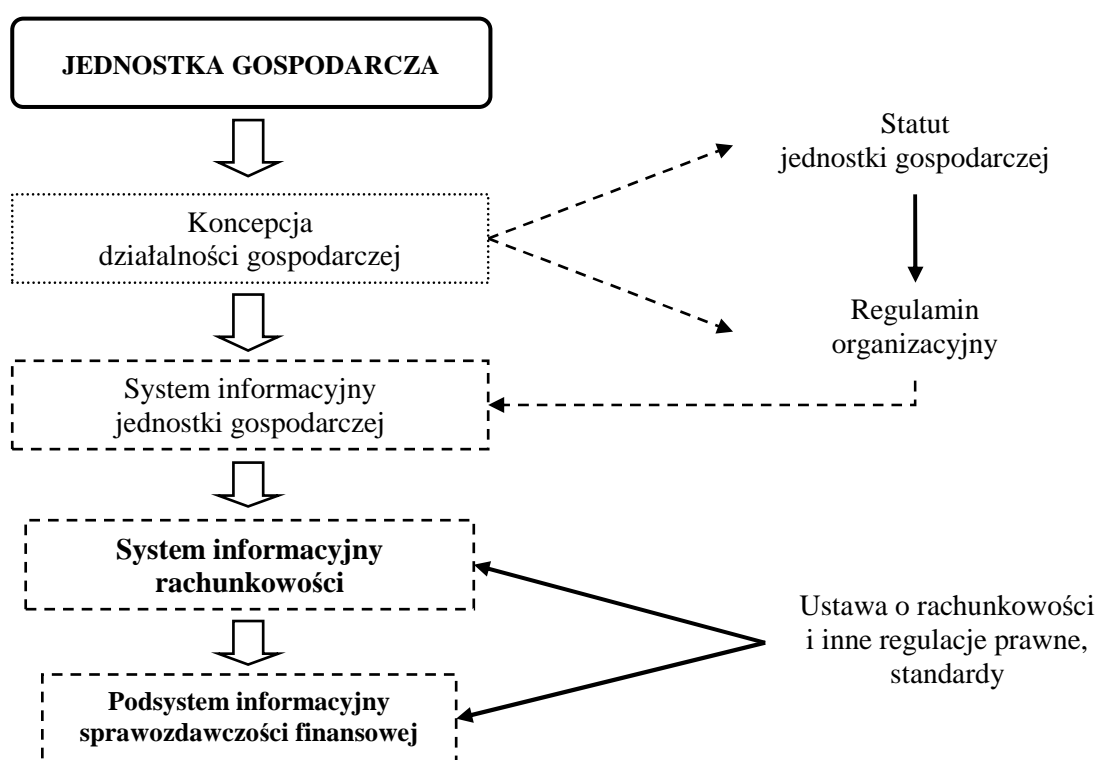 JEDNOSTKA GOSPODARCZA
Statut
jednostki gospodarczej
Koncepcja
działalności gospodarczej
Regulamin
organizacyjny
System informacyjny
jednostki gospodarczej
System informacyjny
rachunkowości
Ustawa o rachunkowości
i inne regulacje prawne,
standardy
Podsystem informacyjny
sprawozdawczości finansowej